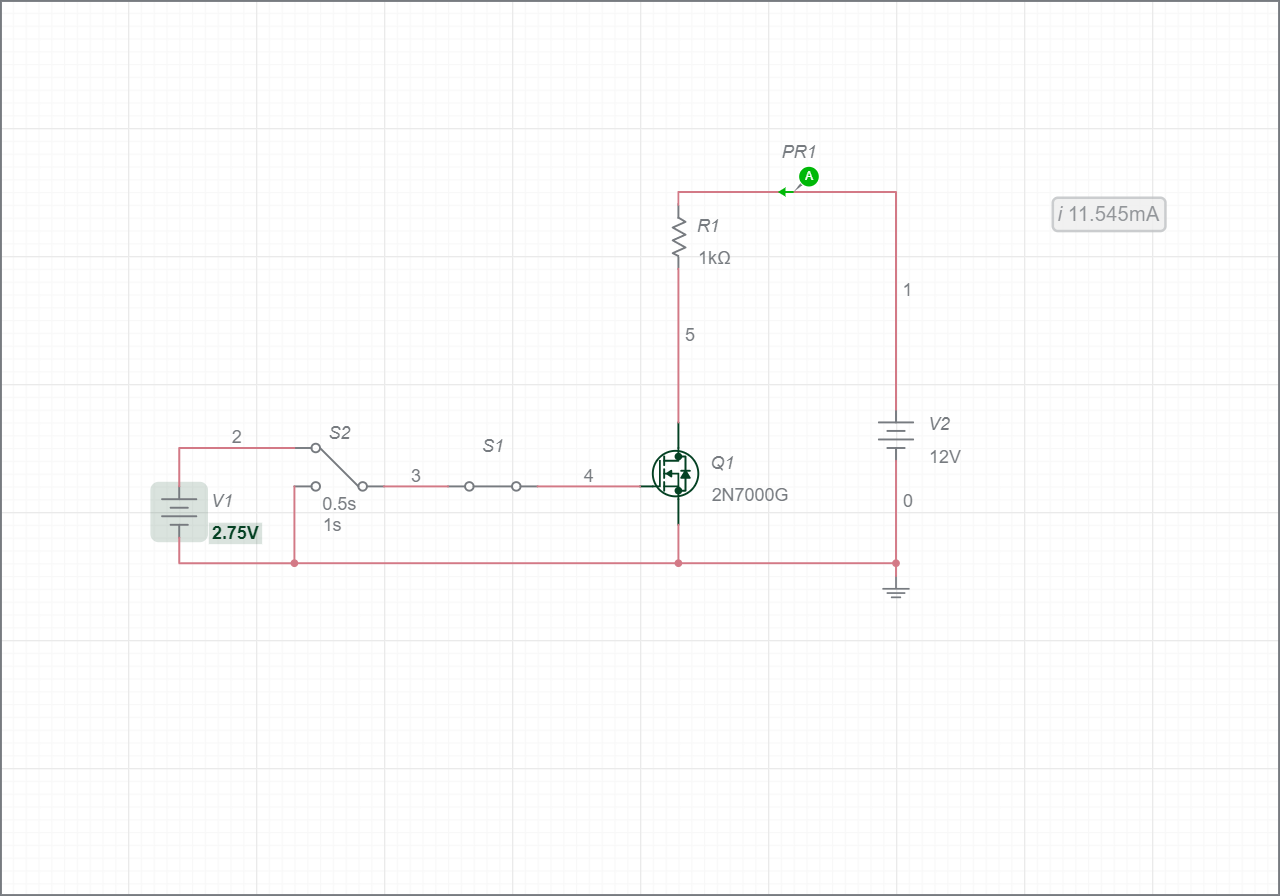 PR1
A
i 11.545mA
R1
1kΩ
1
5
V2
12V
2
S2
S1
3
4
Q1
2N7000G
V1
2.75V
0.5s
1s
0